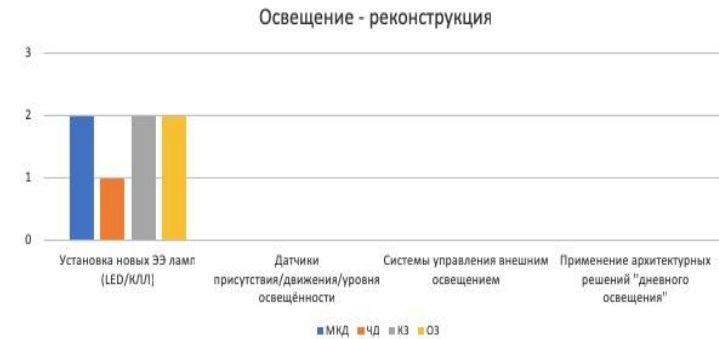 Освещение - реконструкция
3
2
1
0
Установка новых ЭЭ ламп
(LED/КЛЛ)
Датчики
присутствия/движения/уровня
освещённости
Системы управления внешним
освещением
Применение архитектурных
решений "дневного
освещения"
МКД ЧД КЗ ОЗ